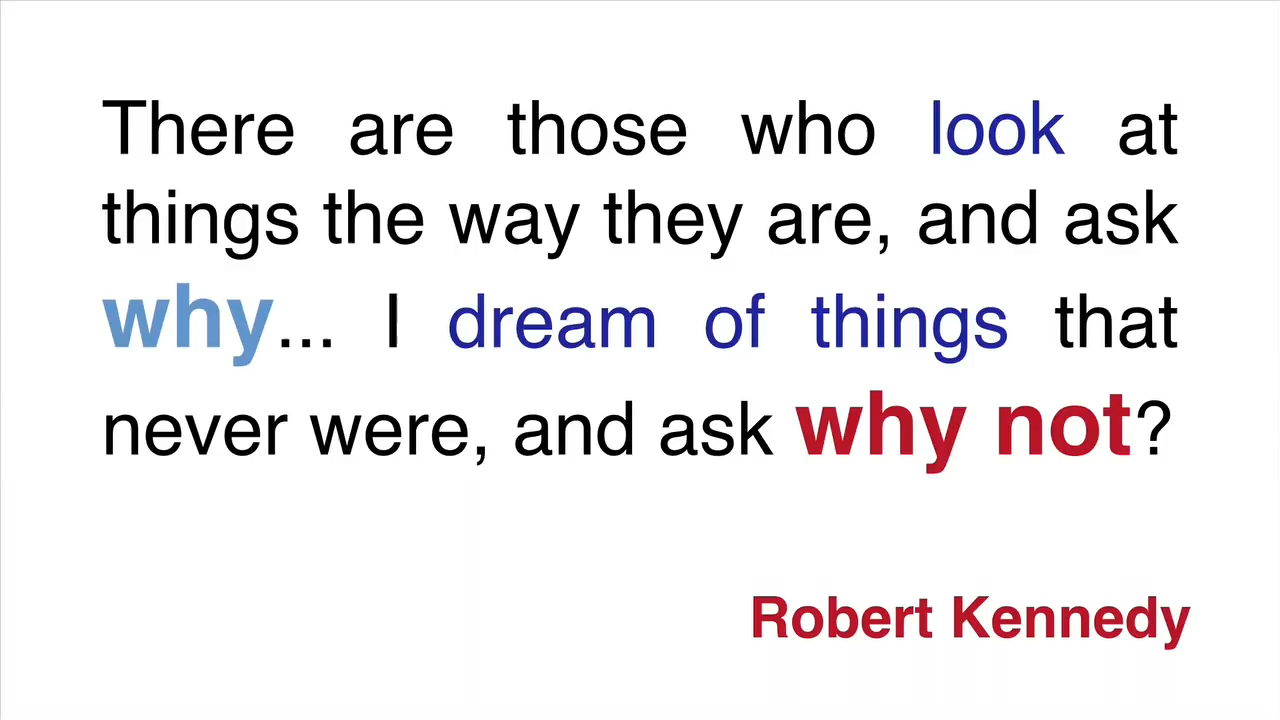 There are those who look at
things the way they are, and ask
why... I dream of things that
never were, and ask why not?
Robert Kennedy